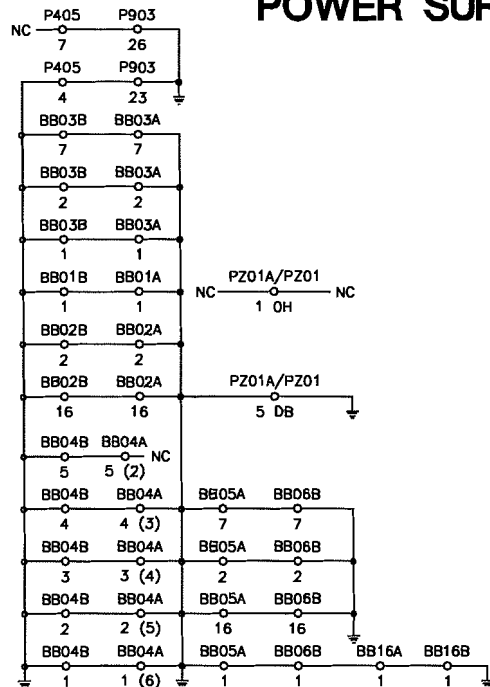 POWER SUP
P405 P903
NC
7 26
P405 P903
4 23
BB03B BB03A
7 7
BB03B BB03A
2 2
BB03B BB03A
1 1
BB01B BB01A
1 1
PZ01A/PZ01
NC NC
1 OH
BB02B BB02A
2 2
BB02B BB02A
16 16
PZ01A/PZ01
5 DB
BB04B BB04A
NC
5 5 (2)
BB04B BB04A BB05A BB06B
4 4 (3) 7 7
BB04B BB04A BB05A BB06B
3 3 (4) 2 2
BB04B BB04A BB05A BB06B
2 2 (5) 16 16
BB04B BB04A BB05A BB06B BB16A BB16B
1 1 (6) 1 1 1 1